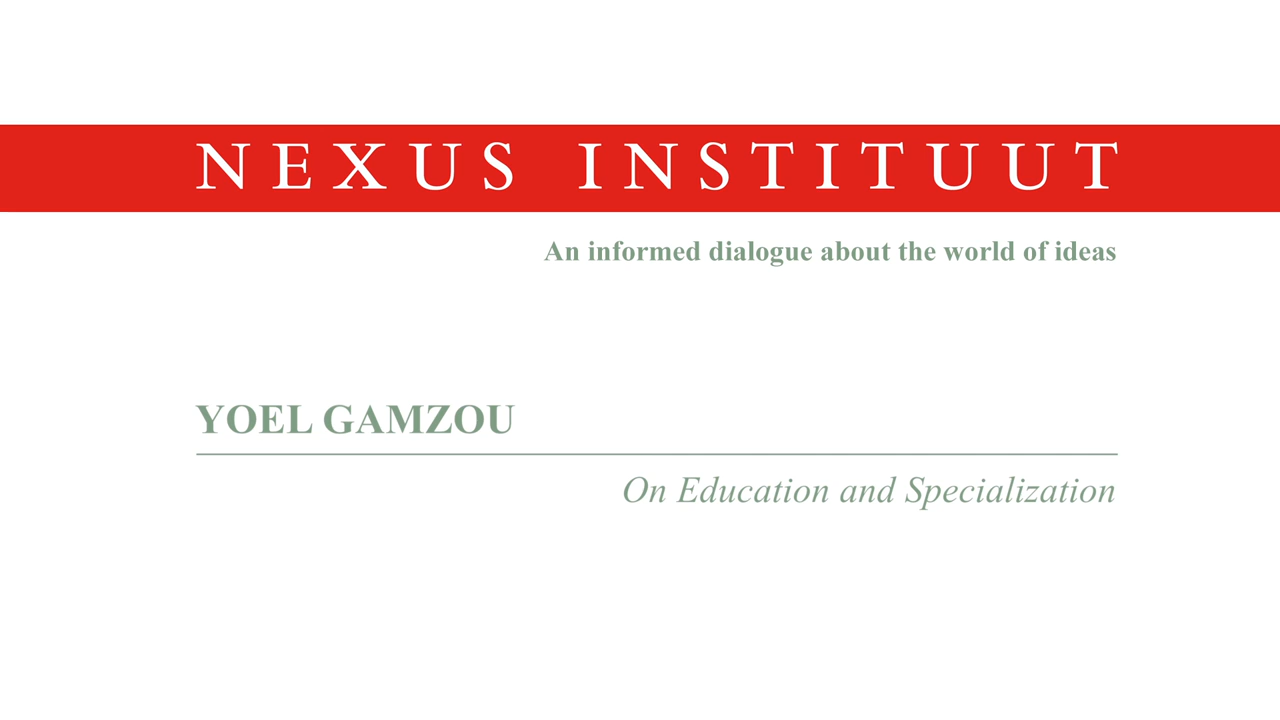 NEXUS INSTITUUT
An informed dialogue about the world of ideas
YOEL GAMZOU
On Education and Specialization